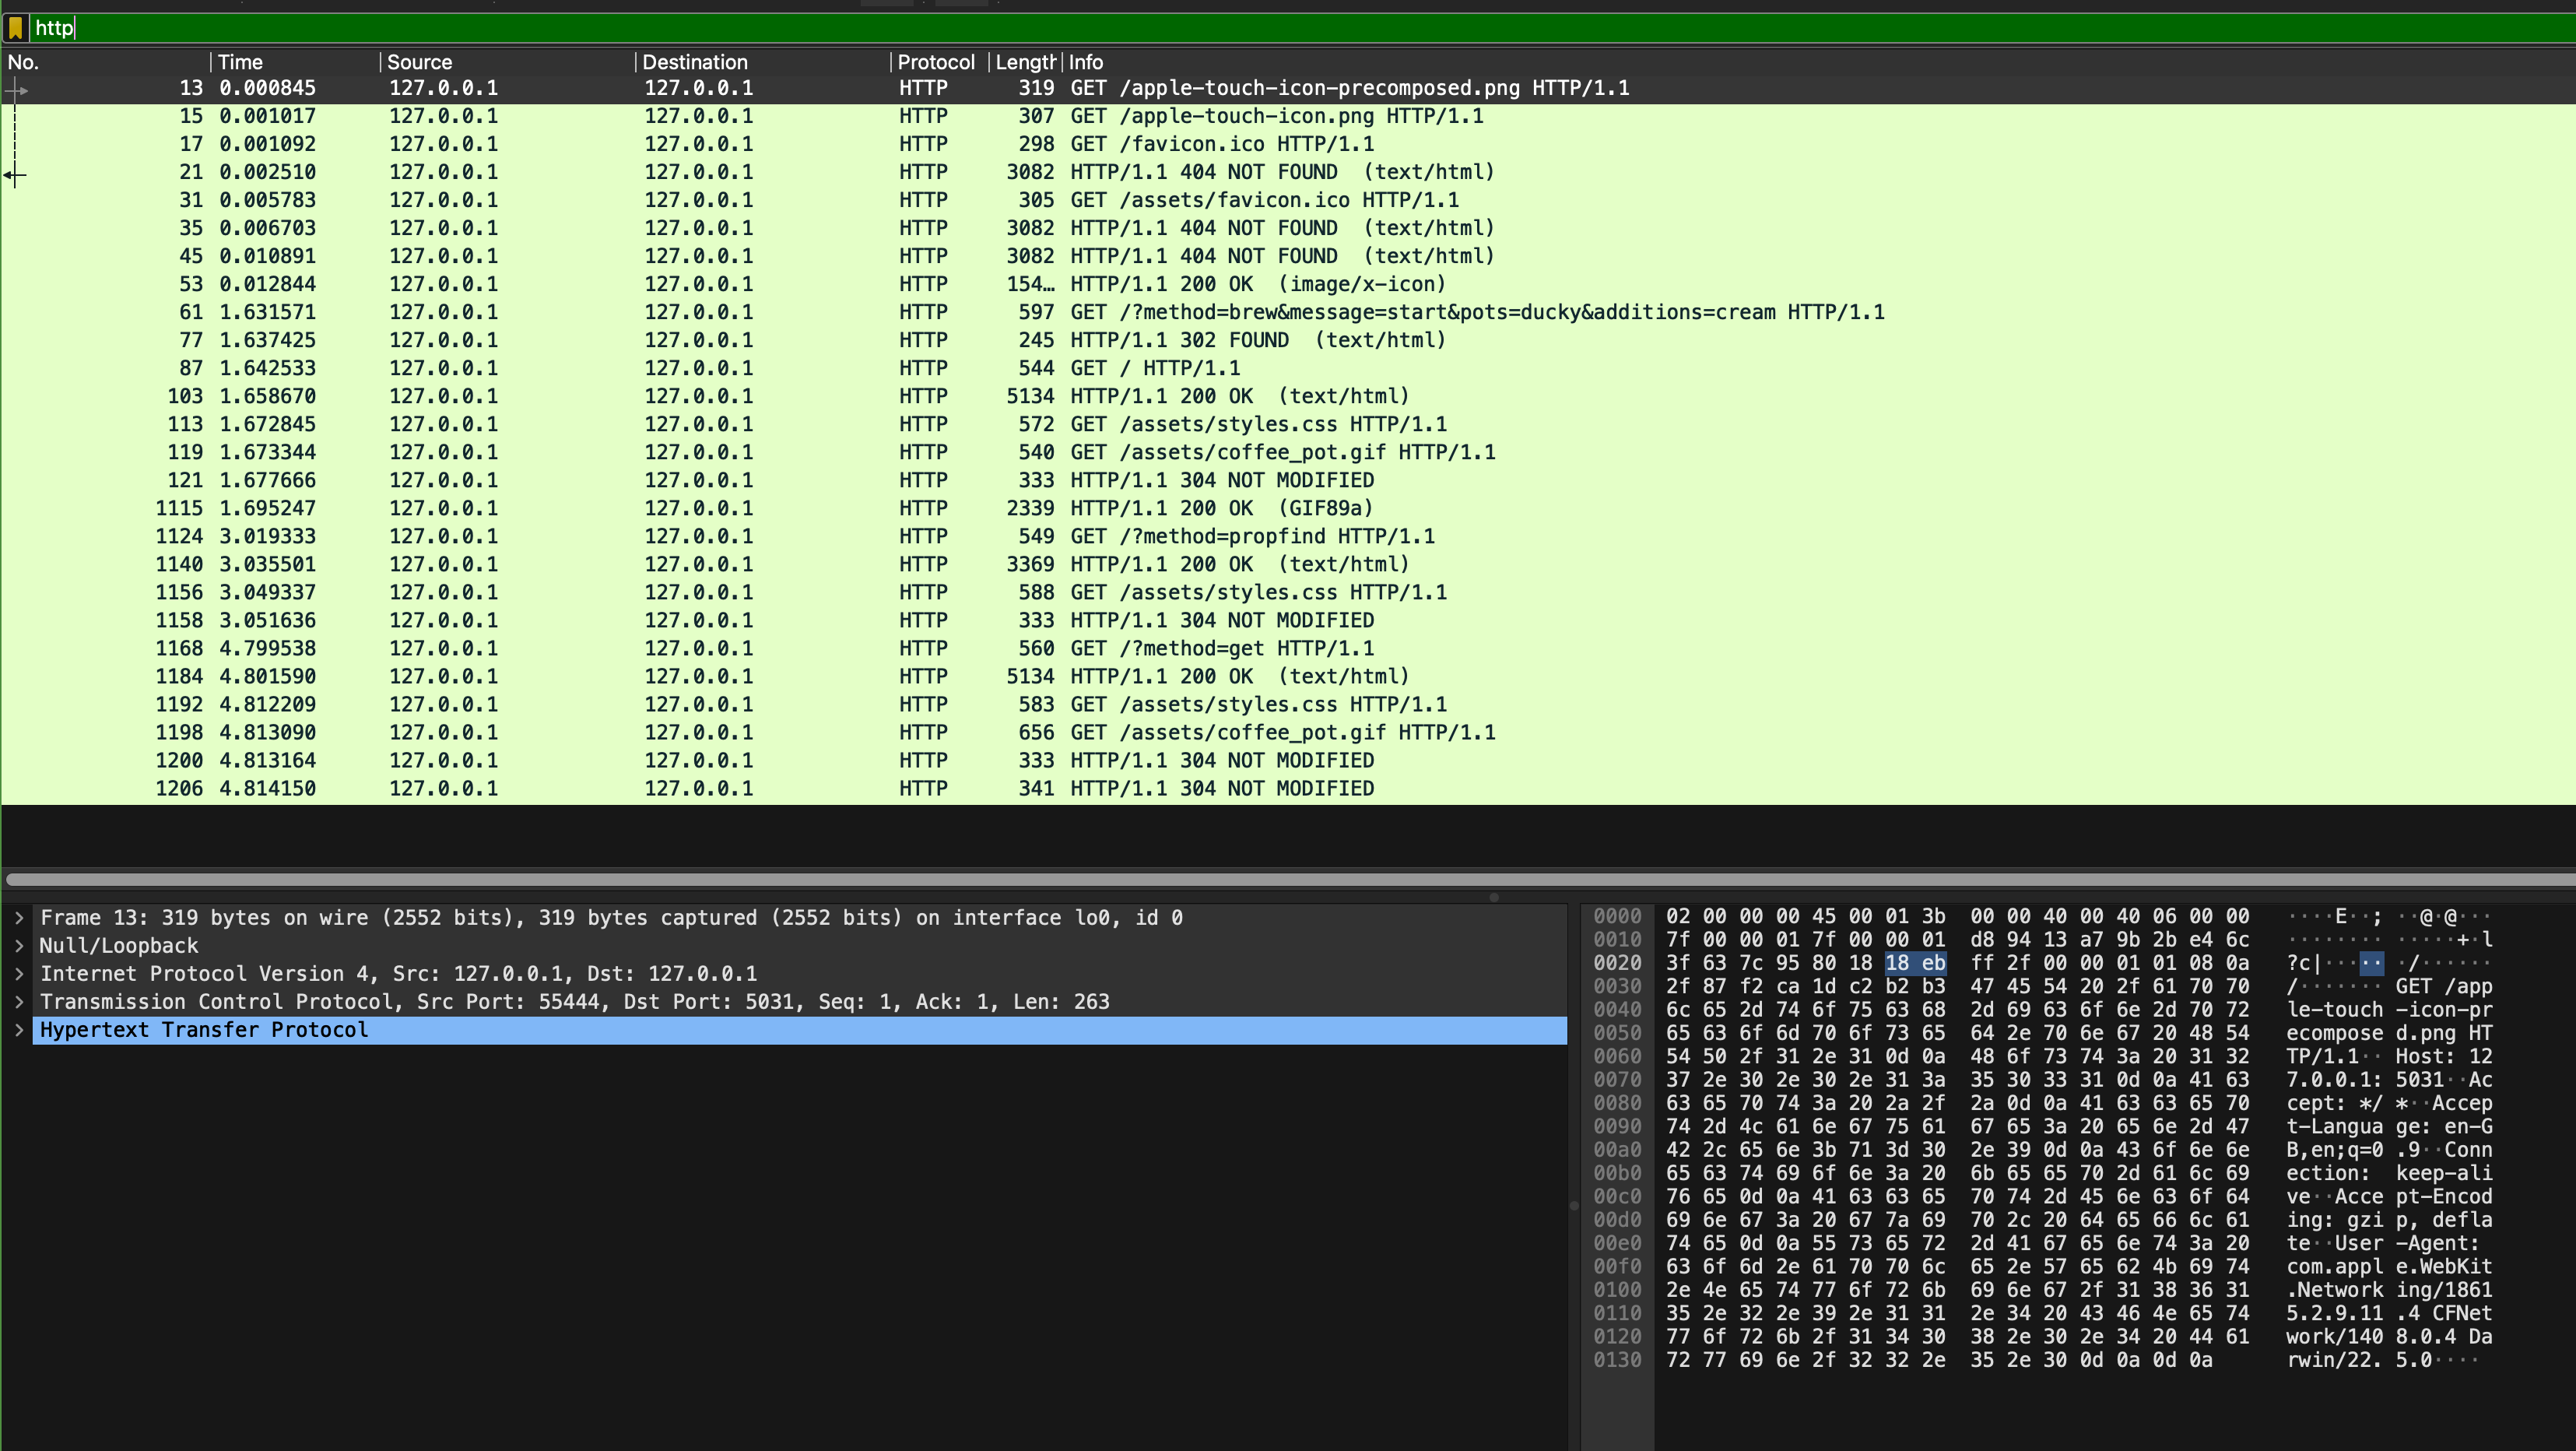 http
No. Time Source Destination Protocol Length Info
13 0.000845 127.0.0.1 127.0.0.1 HTTP 319 GET /apple-touch-icon-precomposed.png HTTP/1.1
15 0.001017 127.0.0.1 127.0.0.1 HTTP 307 GET /apple-touch-icon.png HTTP/1.1
17 0.001092 127.0.0.1 127.0.0.1 HTTP 298 GET /favicon.ico HTTP/1.1
21 0.002510 127.0.0.1 127.0.0.1 HTTP 3082 HTTP/1.1 404 NOT FOUND (text/html)
31 0.005783 127.0.0.1 127.0.0.1 HTTP 305 GET /assets/favicon.ico HTTP/1.1
35 0.006703 127.0.0.1 127.0.0.1 HTTP 3082 HTTP/1.1 404 NOT FOUND (text/html)
45 0.010891 127.0.0.1 127.0.0.1 HTTP 3082 HTTP/1.1 404 NOT FOUND (text/html)
53 0.012844 127.0.0.1 127.0.0.1 HTTP 154… HTTP/1.1 200 OK (image/x-icon)
61 1.631571 127.0.0.1 127.0.0.1 HTTP 597 GET /?method=brew&message=start&pots=ducky&additions=cream HTTP/1.1
77 1.637425 127.0.0.1 127.0.0.1 HTTP 245 HTTP/1.1 302 FOUND (text/html)
87 1.642533 127.0.0.1 127.0.0.1 HTTP 544 GET / HTTP/1.1
103 1.658670 127.0.0.1 127.0.0.1 HTTP 5134 HTTP/1.1 200 OK (text/html)
113 1.672845 127.0.0.1 127.0.0.1 HTTP 572 GET /assets/styles.css HTTP/1.1
119 1.673344 127.0.0.1 127.0.0.1 HTTP 540 GET /assets/coffee_pot.gif HTTP/1.1
121 1.677666 127.0.0.1 127.0.0.1 HTTP 333 HTTP/1.1 304 NOT MODIFIED
1115 1.695247 127.0.0.1 127.0.0.1 HTTP 2339 HTTP/1.1 200 OK (GIF89a)
1124 3.019333 127.0.0.1 127.0.0.1 HTTP 549 GET /?method=propfind HTTP/1.1
1140 3.035501 127.0.0.1 127.0.0.1 HTTP 3369 HTTP/1.1 200 OK (text/html)
1156 3.049337 127.0.0.1 127.0.0.1 HTTP 588 GET /assets/styles.css HTTP/1.1
1158 3.051636 127.0.0.1 127.0.0.1 HTTP 333 HTTP/1.1 304 NOT MODIFIED
1168 4.799538 127.0.0.1 127.0.0.1 HTTP 560 GET /?method=get HTTP/1.1
1184 4.801590 127.0.0.1 127.0.0.1 HTTP 5134 HTTP/1.1 200 OK (text/html)
1192 4.812209 127.0.0.1 127.0.0.1 HTTP 583 GET /assets/styles.css HTTP/1.1
1198 4.813090 127.0.0.1 127.0.0.1 HTTP 656 GET /assets/coffee_pot.gif HTTP/1.1
1200 4.813164 127.0.0.1 127.0.0.1 HTTP 333 HTTP/1.1 304 NOT MODIFIED
1206 4.814150 127.0.0.1 127.0.0.1 HTTP 341 HTTP/1.1 304 NOT MODIFIED
Frame 13: 319 bytes on wire (2552 bits), 319 bytes captured (2552 bits) on interface lo0, id 0
Null/Loopback
Internet Protocol Version 4, Src: 127.0.0.1, Dst: 127.0.0.1
Transmission Control Protocol, Src Port: 55444, Dst Port: 5031, Seq: 1, Ack: 1, Len: 263
Hypertext Transfer Protocol
0000 02 00 00 00 45 00 01 3b 00 00 40 00 40 06 00 00 ····E··; ··@·@···
0010 7f 00 00 01 7f 00 00 01 d8 94 13 a7 9b 2b e4 6c ········ ·····+·l
0020 3f 63 7c 95 80 18 18 eb ff 2f 00 00 01 01 08 0a ?c|····· ·/······
0030 2f 87 f2 ca 1d c2 b2 b3 47 45 54 20 2f 61 70 70 /······· GET /app
0040 6c 65 2d 74 6f 75 63 68 2d 69 63 6f 6e 2d 70 72 le-touch -icon-pr
0050 65 63 6f 6d 70 6f 73 65 64 2e 70 6e 67 20 48 54 ecompose d.png HT
0060 54 50 2f 31 2e 31 0d 0a 48 6f 73 74 3a 20 31 32 TP/1.1·· Host: 12
0070 37 2e 30 2e 30 2e 31 3a 35 30 33 31 0d 0a 41 63 7.0.0.1: 5031··Ac
0080 63 65 70 74 3a 20 2a 2f 2a 0d 0a 41 63 63 65 70 cept: */ *··Accep
0090 74 2d 4c 61 6e 67 75 61 67 65 3a 20 65 6e 2d 47 t-Langua ge: en-G
00a0 42 2c 65 6e 3b 71 3d 30 2e 39 0d 0a 43 6f 6e 6e B,en;q=0 .9··Conn
00b0 65 63 74 69 6f 6e 3a 20 6b 65 65 70 2d 61 6c 69 ection:  keep-ali
00c0 76 65 0d 0a 41 63 63 65 70 74 2d 45 6e 63 6f 64 ve··Acce pt-Encod
00d0 69 6e 67 3a 20 67 7a 69 70 2c 20 64 65 66 6c 61 ing: gzi p, defla
00e0 74 65 0d 0a 55 73 65 72 2d 41 67 65 6e 74 3a 20 te··User -Agent:
00f0 63 6f 6d 2e 61 70 70 6c 65 2e 57 65 62 4b 69 74 com.appl e.WebKit
0100 2e 4e 65 74 77 6f 72 6b 69 6e 67 2f 31 38 36 31 .Network ing/1861
0110 35 2e 32 2e 39 2e 31 31 2e 34 20 43 46 4e 65 74 5.2.9.11 .4 CFNet
0120 77 6f 72 6b 2f 31 34 30 38 2e 30 2e 34 20 44 61 work/140 8.0.4 Da
0130 72 77 69 6e 2f 32 32 2e 35 2e 30 0d 0a 0d 0a rwin/22. 5.0····